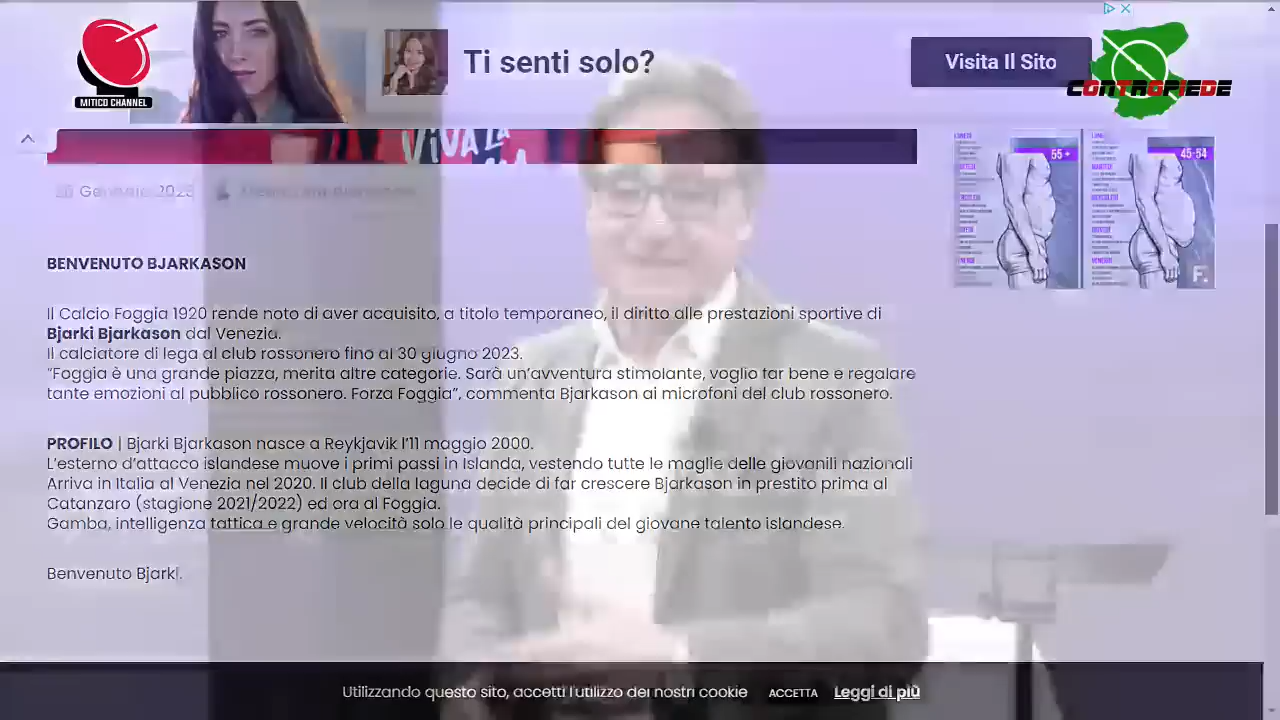 Ti senti solo?
Visita Il Sito
MITICO CHANNEL
CONTROPIEDE
VIVA LA
55 +
45-54
F.
BENVENUTO BJARKASON
Il Calcio Foggia 1920 rende noto di aver acquisito, a titolo temporaneo, il diritto alle prestazioni sportive di
Bjarki Bjarkason dal Venezia.
Il calciatore di lega al club rossonero fino al 30 giugno 2023.
“Foggia è una grande piazza, merita altre categorie. Sarà un’avventura stimolante, voglio far bene e regalare
tante emozioni al pubblico rossonero. Forza Foggia”, commenta Bjarkason ai microfoni del club rossonero.
PROFILO | Bjarki Bjarkason nasce a Reykjavik l’11 maggio 2000.
L’esterno d’attacco islandese muove i primi passi in Islanda, vestendo tutte le maglie delle giovanili nazionali
Arriva in Italia al Venezia nel 2020. Il club della laguna decide di far crescere Bjarkason in prestito prima al
Catanzaro (stagione 2021/2022) ed ora al Foggia.
Gamba, intelligenza tattica e grande velocità solo le qualità principali del giovane talento islandese.
Benvenuto Bjarki.
Utilizzando questo sito, accetti l'utilizzo dei nostri cookie ACCETTA Leggi di più